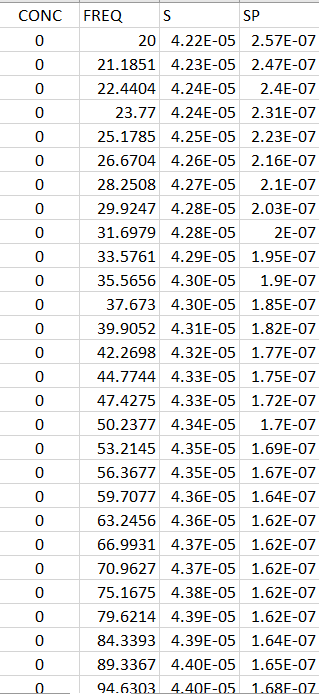 CONC FREQ S SP
0 20 4.22E-05 2.57E-07
0 21.1851 4.23E-05 2.47E-07
0 22.4404 4.24E-05 2.4E-07
0 23.77 4.24E-05 2.31E-07
0 25.1785 4.25E-05 2.23E-07
0 26.6704 4.26E-05 2.16E-07
0 28.2508 4.27E-05 2.1E-07
0 29.9247 4.28E-05 2.03E-07
0 31.6979 4.28E-05 2E-07
0 33.5761 4.29E-05 1.95E-07
0 35.5656 4.30E-05 1.9E-07
0 37.673 4.30E-05 1.85E-07
0 39.9052 4.31E-05 1.82E-07
0 42.2698 4.32E-05 1.77E-07
0 44.7744 4.33E-05 1.75E-07
0 47.4275 4.33E-05 1.72E-07
0 50.2377 4.34E-05 1.7E-07
0 53.2145 4.35E-05 1.69E-07
0 56.3677 4.35E-05 1.67E-07
0 59.7077 4.36E-05 1.64E-07
0 63.2456 4.36E-05 1.62E-07
0 66.9931 4.37E-05 1.62E-07
0 70.9627 4.37E-05 1.62E-07
0 75.1675 4.38E-05 1.62E-07
0 79.6214 4.39E-05 1.62E-07
0 84.3393 4.39E-05 1.64E-07
0 89.3367 4.40E-05 1.65E-07
0 94.6303 4.40E-05 1.68E-07